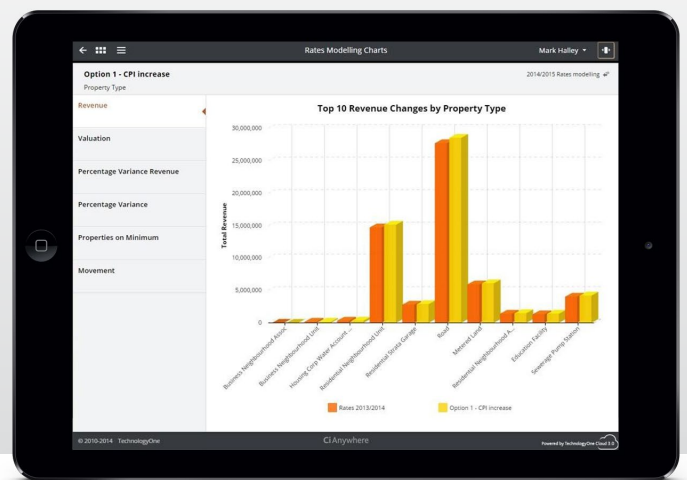 Rates Modelling Charts
Mark Halley
Option 1 - CPI increase
2014/2015 Rates modelling
Property Type
Revenue
Valuation
Percentage Variance Revenue
Percentage Variance
Properties on Minimum
Movement
Top 10 Revenue Changes by Property Type
Total Revenue
30,000,000
25,000,000
20,000,000
15,000,000
10,000,000
5,000,000
0
Business Neighbourhood Assoc
Business Neighbourhood Unit
Housing Corp Water Account ...
Residential Neighbourhood Unit
Residential Strata Garage
Road
Metered Land
Residential Neighbourhood A...
Education Facility
Sewerage Pump Station
Rates 2013/2014
Option 1 - CPI increase
© 2010-2014 TechnologyOne
Ci Anywhere
Powered by TechnologyOne Cloud 3.0